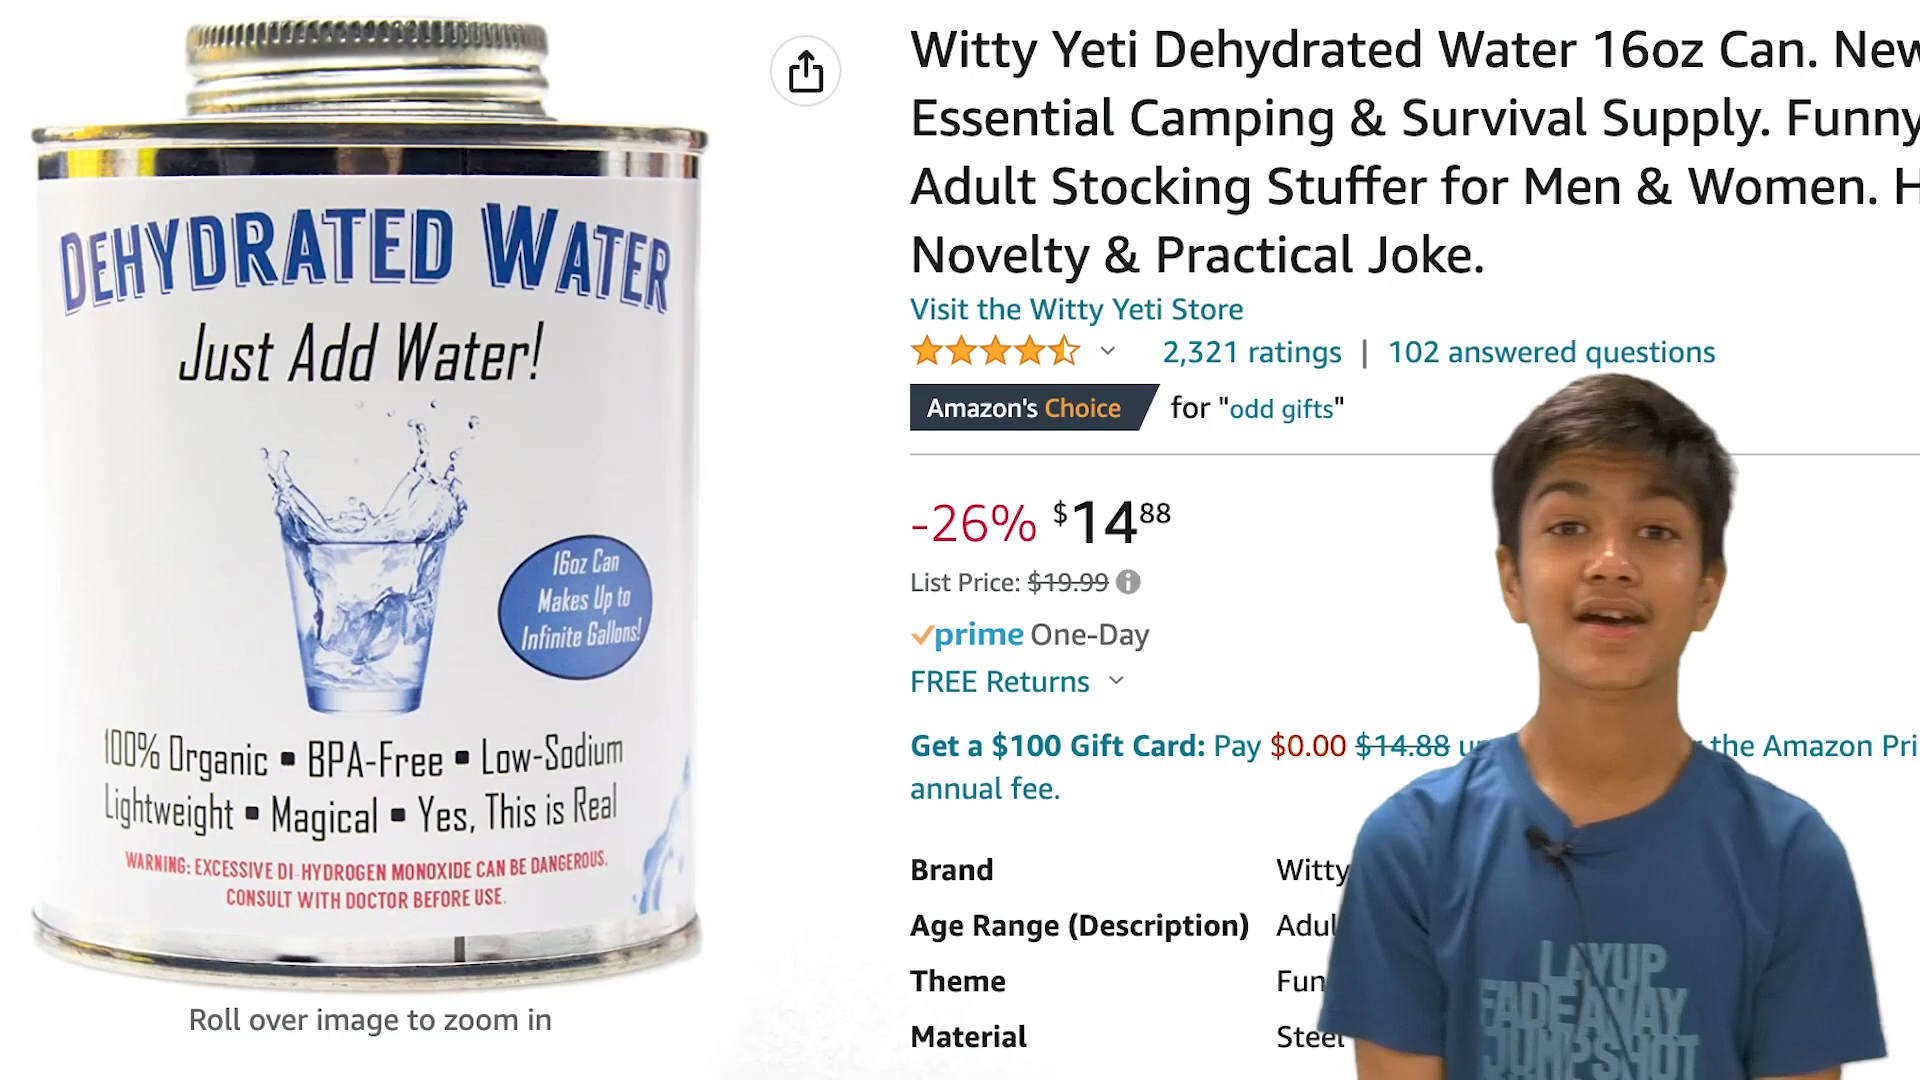 DEHYDRATED WATER
Just Add Water!
16oz Can
Makes Up to
Infinite Gallons!
100% Organic ▪ BPA-Free ▪ Low-Sodium
Lightweight ▪ Magical ▪ Yes, This is Real
WARNING: EXCESSIVE DI-HYDROGEN MONOXIDE CAN BE DANGEROUS.
CONSULT WITH DOCTOR BEFORE USE.
Roll over image to zoom in
Witty Yeti Dehydrated Water 16oz Can. New
Essential Camping & Survival Supply. Funny
Adult Stocking Stuffer for Men & Women. H
Novelty & Practical Joke.
Visit the Witty Yeti Store
2,321 ratings | 102 answered questions
Amazon's Choice for "odd gifts"
-26% $14 88
List Price: $19.99
prime One-Day
FREE Returns
Get a $100 Gift Card: Pay $0.00 $14.88 the Amazon Pri
annual fee.
Brand Witty
Age Range (Description) Adul
Theme Fun
Material Steel
LAYUP
FADEAWAY
JUMPSHOT